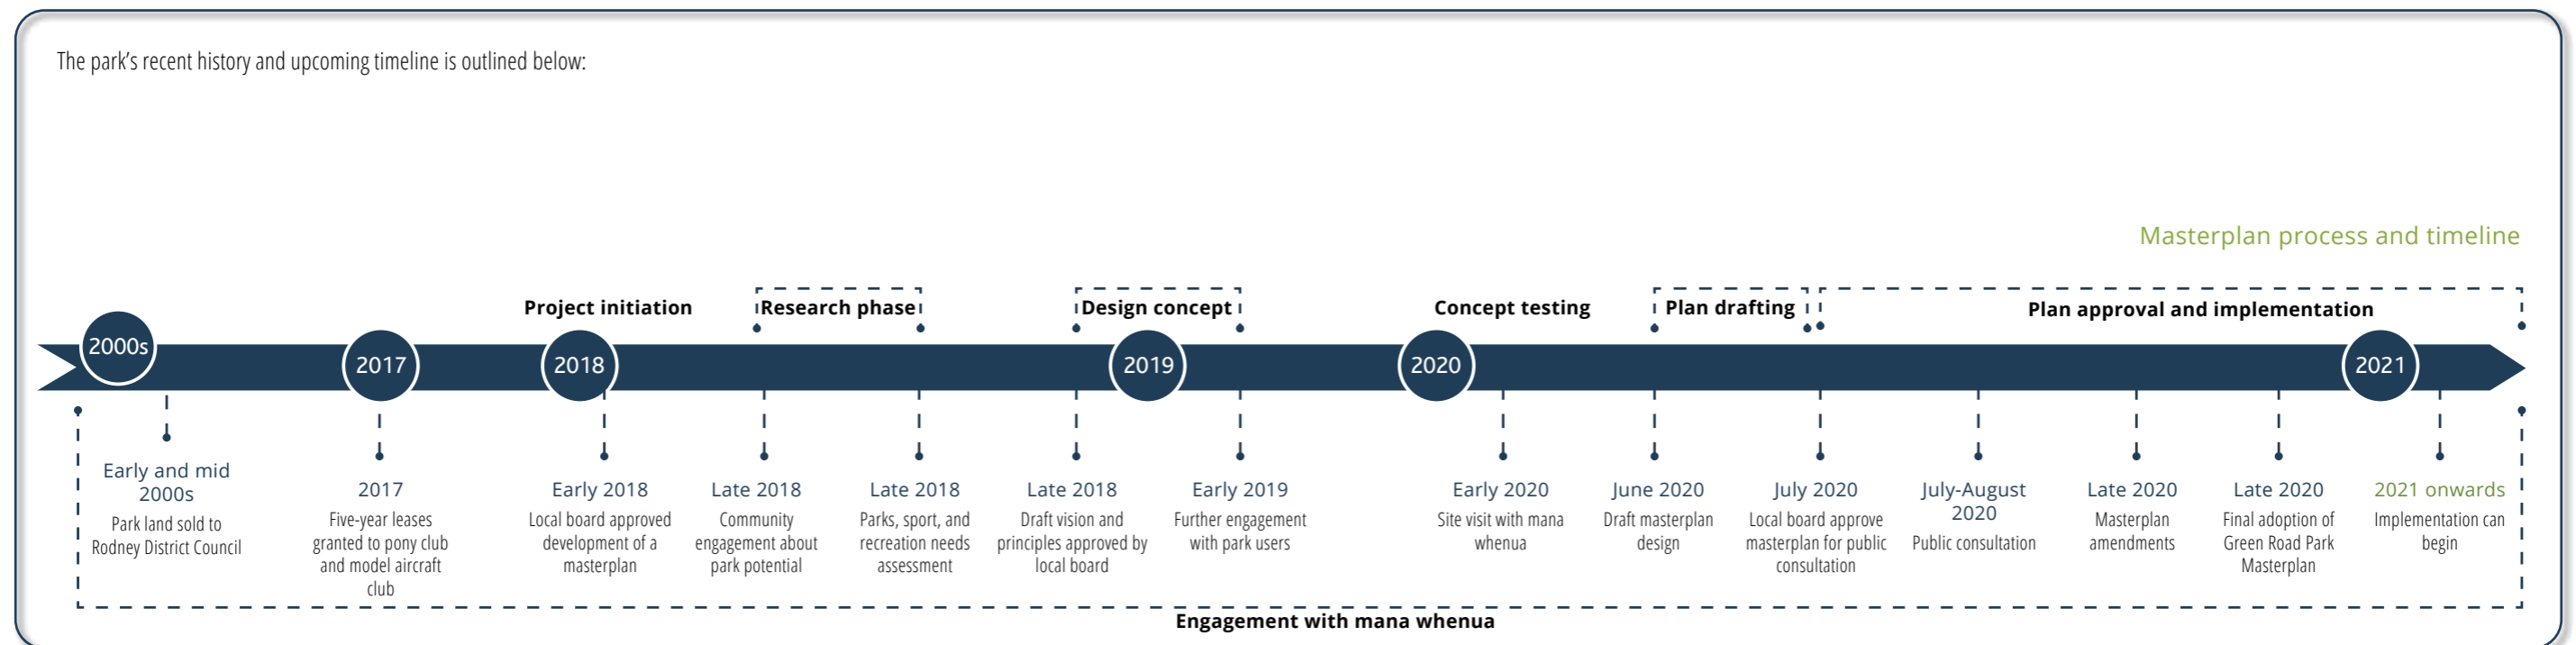 The park’s recent history and upcoming timeline is outlined below:
Masterplan process and timeline
Project initiation
Research phase
Design concept
Concept testing
Plan drafting
Plan approval and implementation
2000s
2017
2018
2019
2020
2021
Early and mid
2000s
Park land sold to
Rodney District Council
2017
Five-year leases
granted to pony club
and model aircraft
club
Early 2018
Local board approved
development of a
masterplan
Late 2018
Community
engagement about
park potential
Late 2018
Parks, sport, and
recreation needs
assessment
Late 2018
Draft vision and
principles approved by
local board
Early 2019
Further engagement
with park users
Early 2020
Site visit with mana
whenua
June 2020
Draft masterplan
design
July 2020
Local board approve
masterplan for public
consultation
July-August
2020
Public consultation
Late 2020
Masterplan
amendments
Late 2020
Final adoption of
Green Road Park
Masterplan
2021 onwards
Implementation can
begin
Engagement with mana whenua